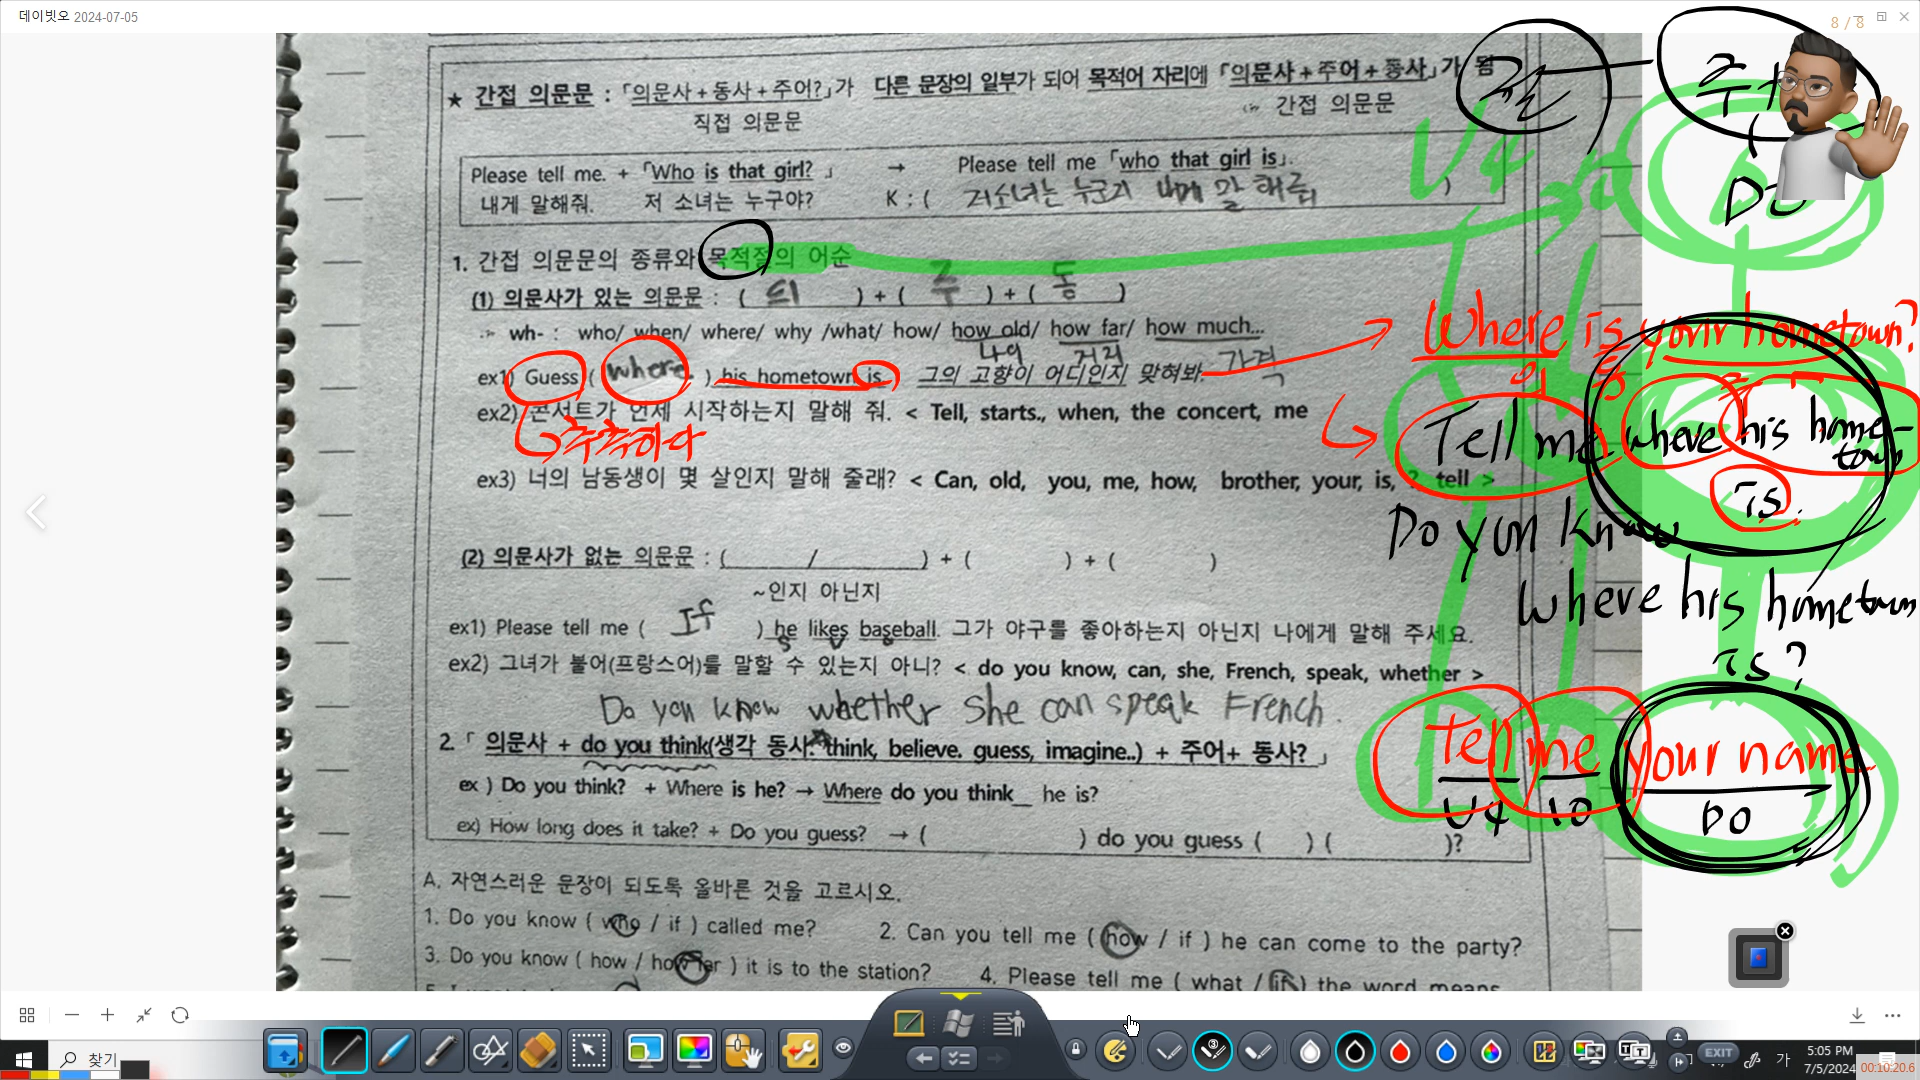 데이빗오 2024-07-05
8 / 8
★ 간접 의문문 : 「의문사 + 동사 + 주어?」가 다른 문장의 일부가 되어 목적어 자리에 「의문사 + 주어 + 동사」가 됨
직접 의문문 간접 의문문
절
주+
Please tell me. + 「Who is that girl? 」 → Please tell me 「who that girl is」.
내게 말해줘. 저 소녀는 누구야? K : ( 저 소녀는 누군지 내게 말해줘 )
DO
1. 간접 의문문의 종류와 목적절의 어순
(1) 의문사가 있는 의문문 : ( 의 ) + ( 주 ) + ( 동 )
wh- : who/ when/ where/ why /what/ how/ how old/ how far/ how much...
나이 거리 가격
Where is your hometown?
의 동
ex1) Guess ( where ) his hometown is. 그의 고향이 어디인지 맞혀봐.
ex2) 콘서트가 언제 시작하는지 말해 줘. < Tell, starts., when, the concert, me
추측하다
Tell me where his home-
town
is.
ex3) 너의 남동생이 몇 살인지 말해 줄래? < Can, old, you, me, how, brother, your, is, ? tell >
Do you know
where his hometown
is?
(2) 의문사가 없는 의문문 : ( / ) + ( ) + ( )
~인지 아닌지
ex1) Please tell me ( If ) he likes baseball. 그가 야구를 좋아하는지 아닌지 나에게 말해 주세요.
S V O
ex2) 그녀가 불어(프랑스어)를 말할 수 있는지 아니? < do you know, can, she, French, speak, whether >
Do you know whether she can speak French.
2. 「 의문사 + do you think(생각 동사: think, believe. guess, imagine..) + 주어+ 동사? 」
tell me your name
V4 IO DO
ex ) Do you think? + Where is he? → Where do you think_ he is?
ex) How long does it take? + Do you guess? → ( ) do you guess ( ) ( )?
A. 자연스러운 문장이 되도록 올바른 것을 고르시오.
1. Do you know ( who / if ) called me? 2. Can you tell me ( how / if ) he can come to the party?
3. Do you know ( how / how far ) it is to the station? 4. Please tell me ( what / if ) the word means
찾기
EXIT
가
5:05 PM
7/5/2024
00:10:20.6